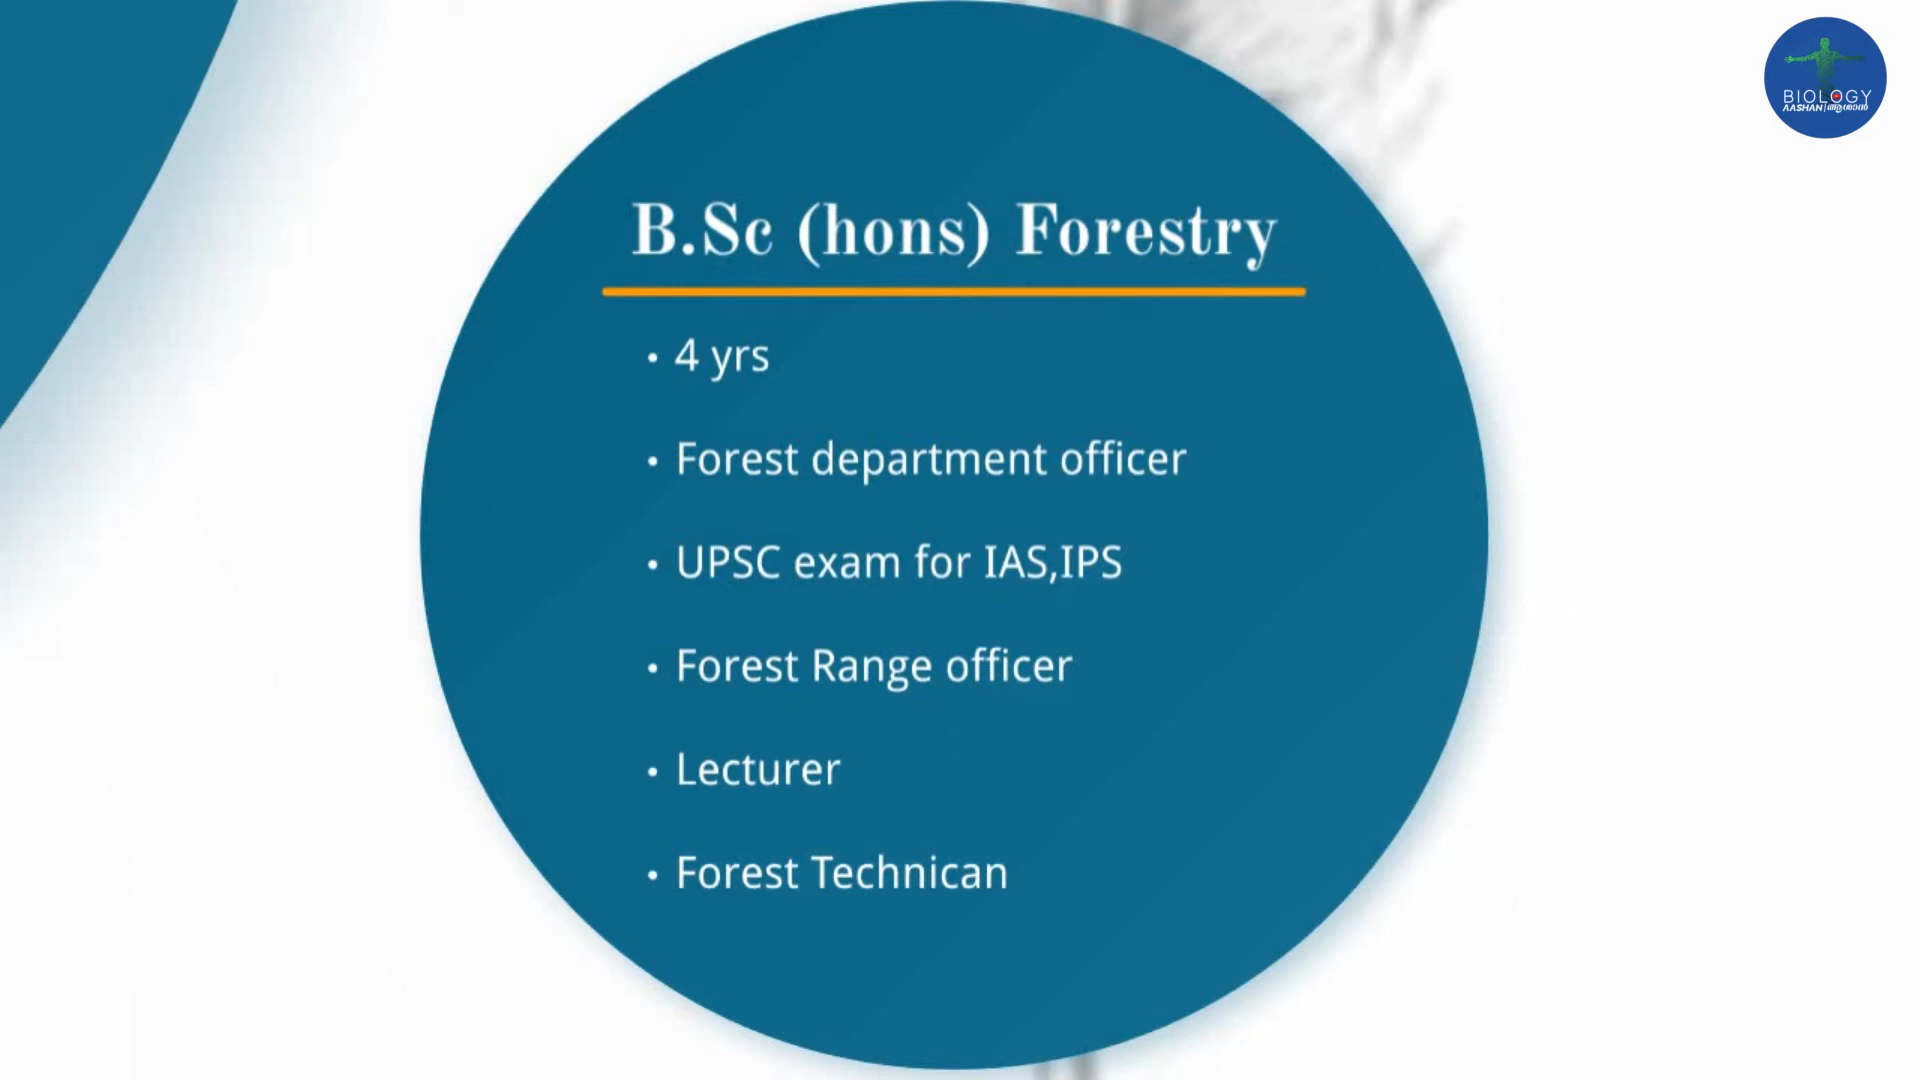 B.Sc (hons) Forestry
• 4 yrs
• Forest department officer
• UPSC exam for IAS,IPS
• Forest Range officer
• Lecturer
• Forest Technican
BIOLOGY
AASHAN|ആശാൻ